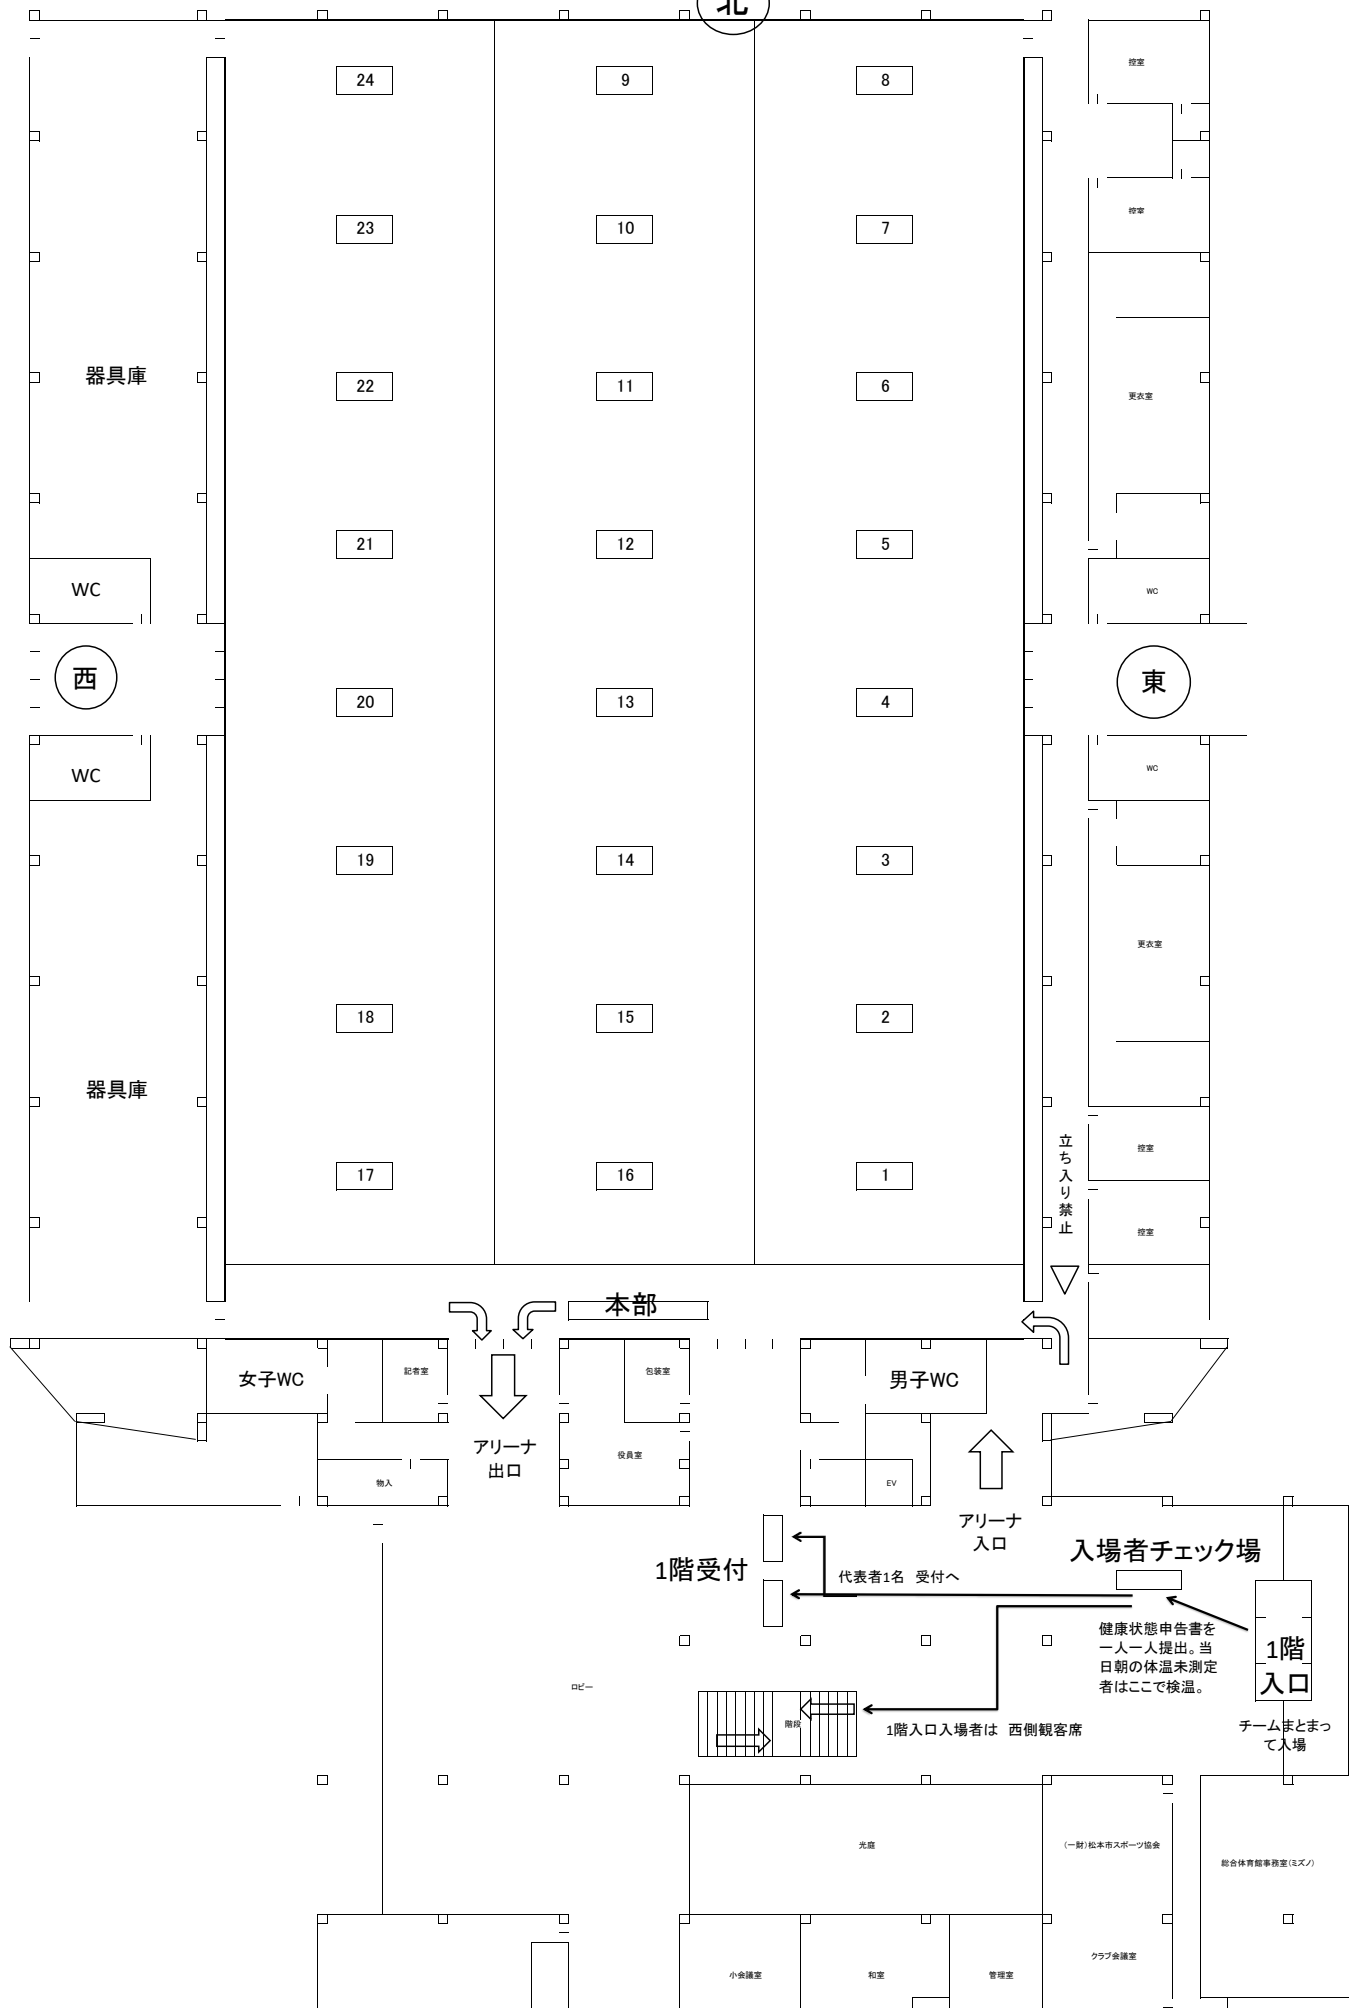 北
24
9
8
控室
23
10
7
控室
器具庫
22
11
6
更衣室
21
12
5
WC
WC
西
20
13
4
東
WC
WC
19
14
3
更衣室
18
15
2
器具庫
立ち入り禁止
控室
17
16
1
控室
本部
女子WC
記者室
包装室
男子WC
アリーナ
出口
役員室
物入
EV
アリーナ
入口
入場者チェック場
1階受付
代表者1名 受付へ
健康状態申告書を
一人一人提出。当
日朝の体温未測定
者はここで検温。
1階
入口
ロビー
階段
1階入口入場者は 西側観客席
チームまとまっ
て入場
光庭
(一財)松本市スポーツ協会
総合体育館事務室(ミズノ)
クラブ会議室
小会議室
和室
管理室